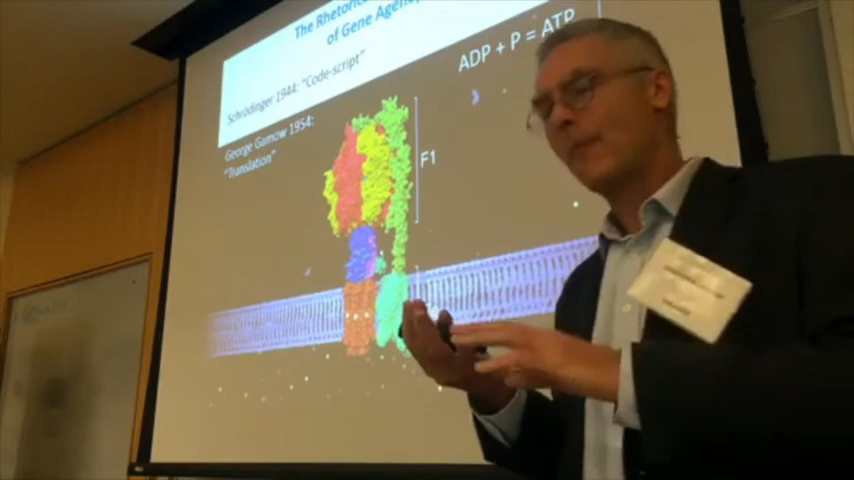 The Rhetoric
of Gene Agency
Schrödinger 1944: "Code-script"
ADP + P = ATP
George Gamow 1954:
"Translation"
F1